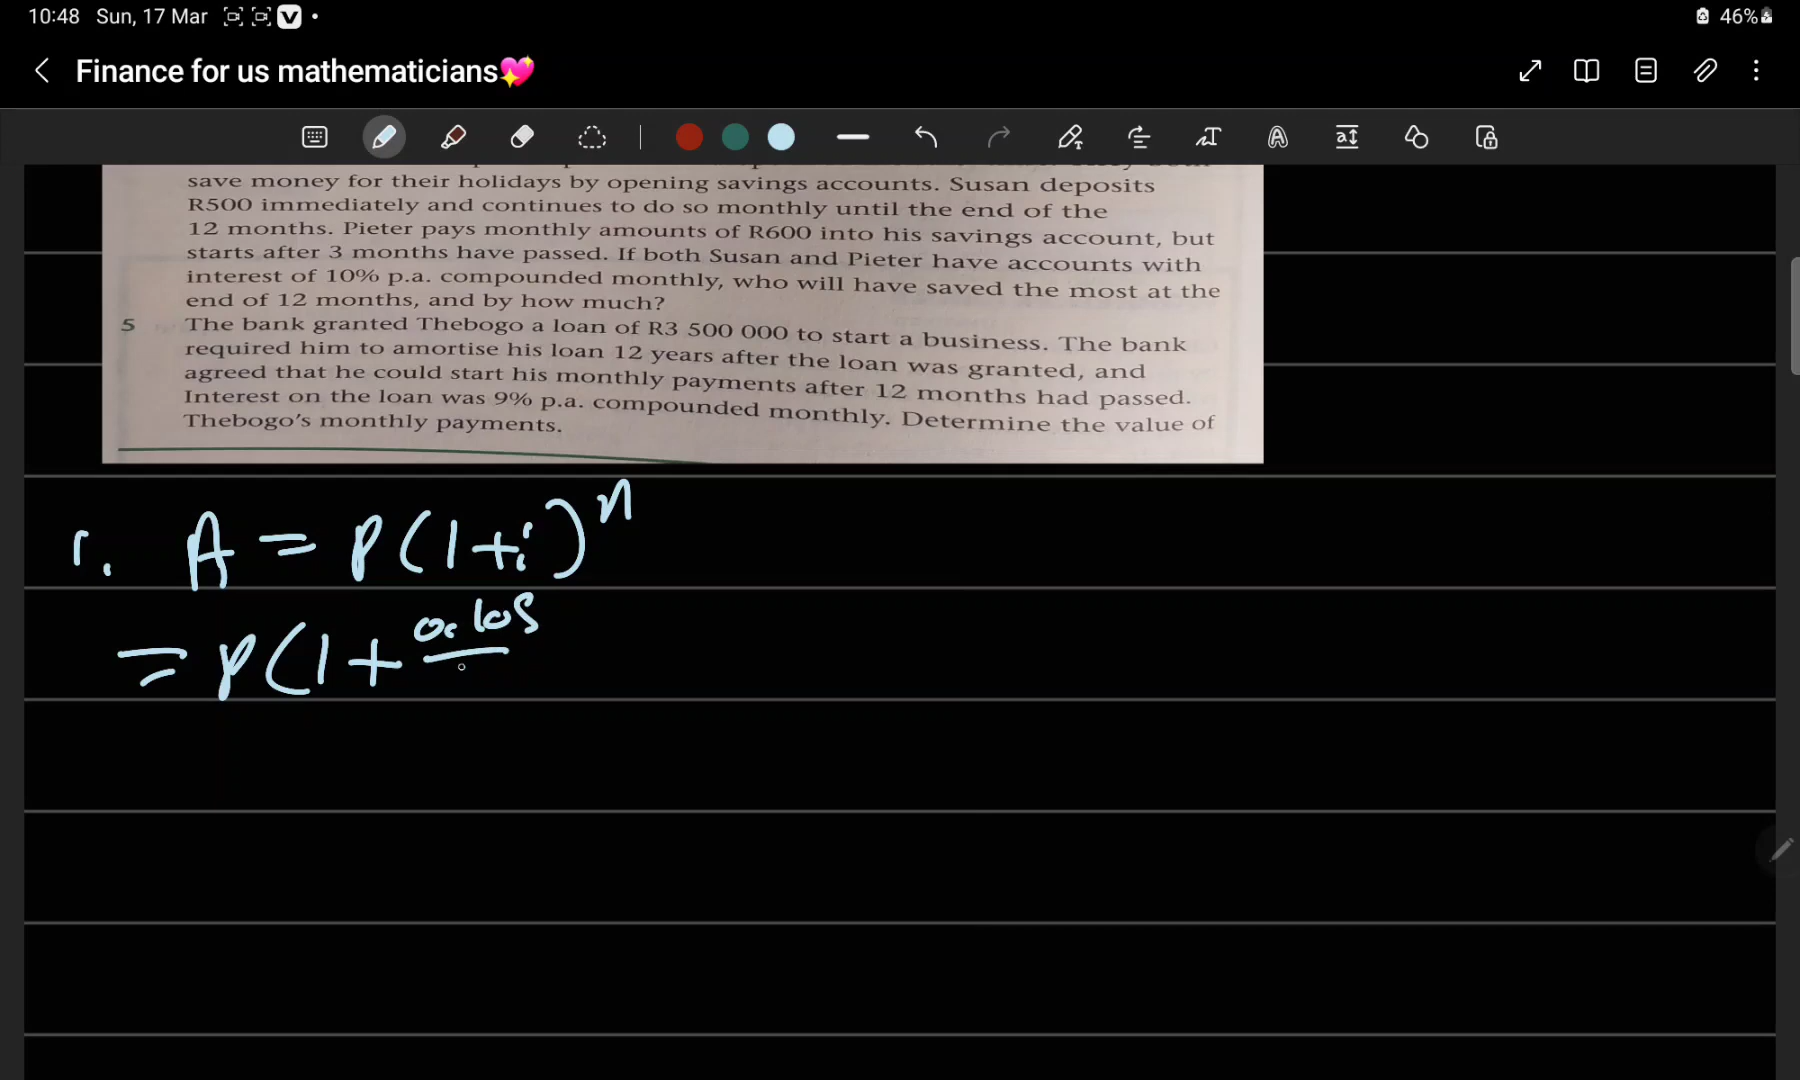 10:48 Sun, 17 Mar 46%
Finance for us mathematicians💖
save money for their holidays by opening savings accounts. Susan deposits
R500 immediately and continues to do so monthly until the end of the
12 months. Pieter pays monthly amounts of R600 into his savings account, but
starts after 3 months have passed. If both Susan and Pieter have accounts with
interest of 10% p.a. compounded monthly, who will have saved the most at the
end of 12 months, and by how much?
5 The bank granted Thebogo a loan of R3 500 000 to start a business. The bank
required him to amortise his loan 12 years after the loan was granted, and
agreed that he could start his monthly payments after 12 months had passed.
Interest on the loan was 9% p.a. compounded monthly. Determine the value of
Thebogo's monthly payments.
1. A = P(1+i)^n
= P(1 + 0.105